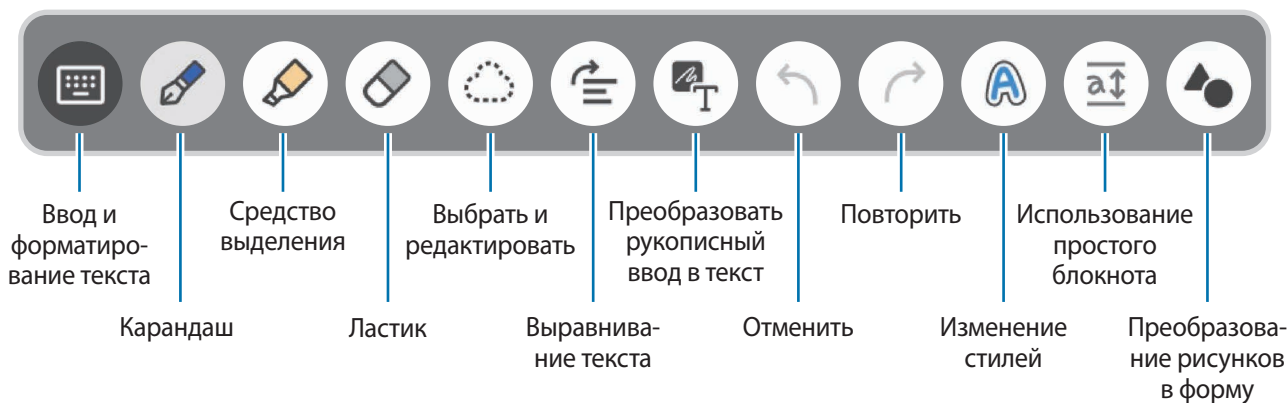 Ввод и
форматиро-
вание текста
Карандаш
Средство
выделения
Ластик
Выбрать и
редактировать
Выравнива-
ние текста
Преобразовать
рукописный
ввод в текст
Отменить
Повторить
Изменение
стилей
Использование
простого
блокнота
Преобразова-
ние рисунков
в форму